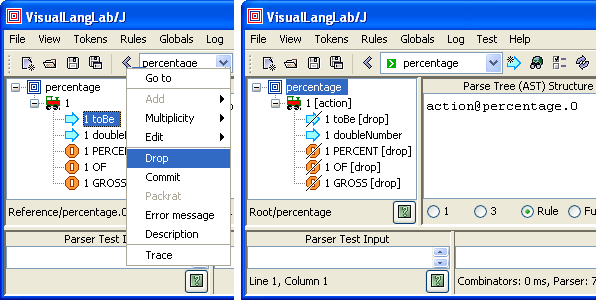 VisualLangLab/J
File View Tokens Rules Globals
percentage
percentage
1
1 toBe
1 doubl
1 PERCENT
1 OF
1 GROSS
Go to
Add
Multiplicity
Edit
Drop
Commit
Packrat
Error message
Description
Trace
Reference/percentage.
Parser Test I
VisualLangLab/J
File View Tokens Rules Globals Log Test Help
percentage
percentage
1 [action]
1 toBe [drop]
1 doubleNumber
1 PERCENT [drop]
1 OF [drop]
1 GROSS [drop]
Parse Tree (AST) Structure
action@percentage.0
1 3 Rule Fu
Root/percentage
Parser Test Input
Line 1, Column 1
Combinators: 0 ms, Parser: 7